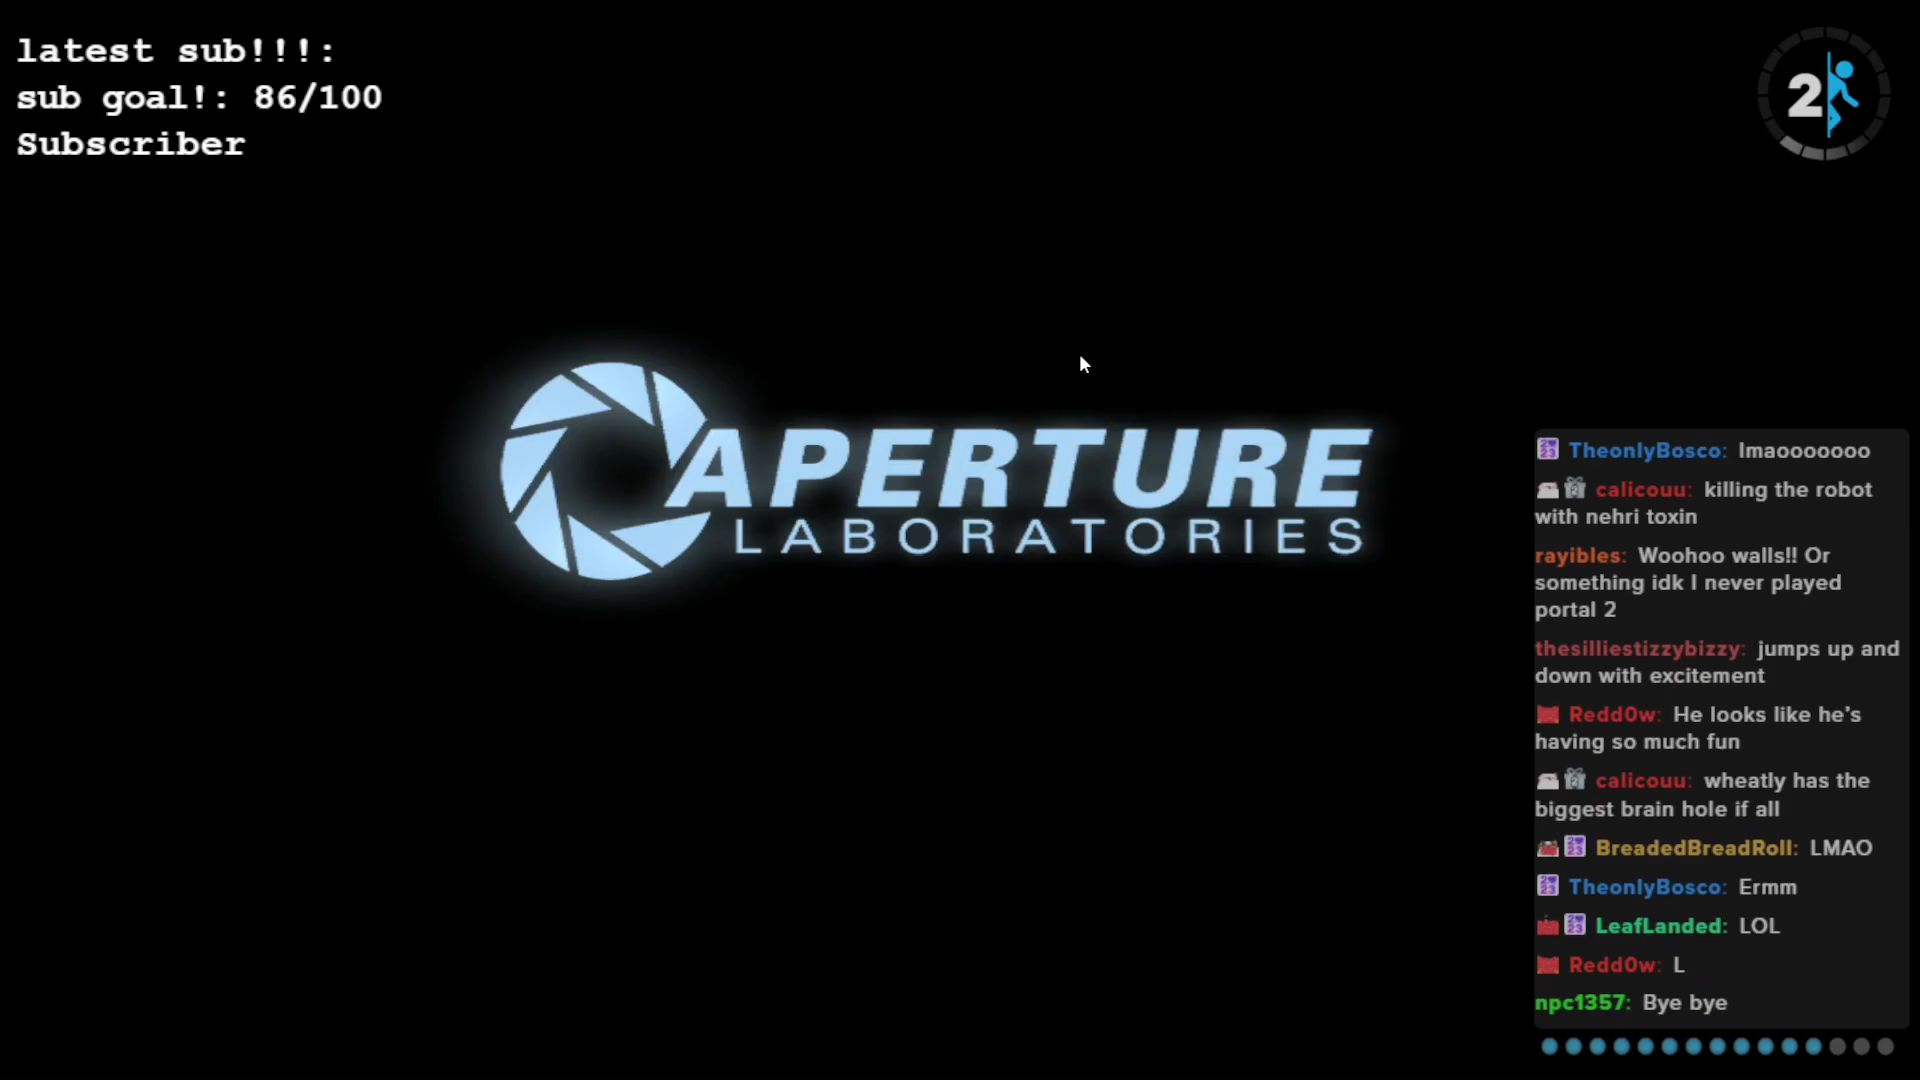 latest sub!!!:
sub goal!: 86/100
Subscriber
2
APERTURE
LABORATORIES
TheonlyBosco: lmaooooooo
calicouu: killing the robot
with nehri toxin
rayibles: Woohoo walls!! Or
something idk I never played
portal 2
thesilliestizzybizzy: jumps up and
down with excitement
Redd0w: He looks like he's
having so much fun
calicouu: wheatly has the
biggest brain hole if all
BreadedBreadRoll: LMAO
TheonlyBosco: Ermm
LeafLanded: LOL
Redd0w: L
npc1357: Bye bye